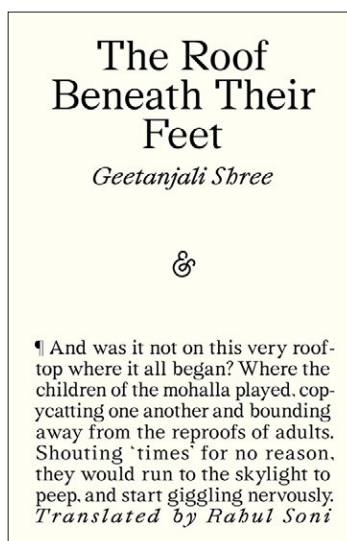 The Roof
Beneath Their
Feet
Geetanjali Shree
&
¶ And was it not on this very roof-
top where it all began? Where the
children of the mohalla played, cop-
ycatting one another and bounding
away from the reproofs of adults.
Shouting ‘times’ for no reason,
they would run to the skylight to
peep, and start giggling nervously.
Translated by Rahul Soni